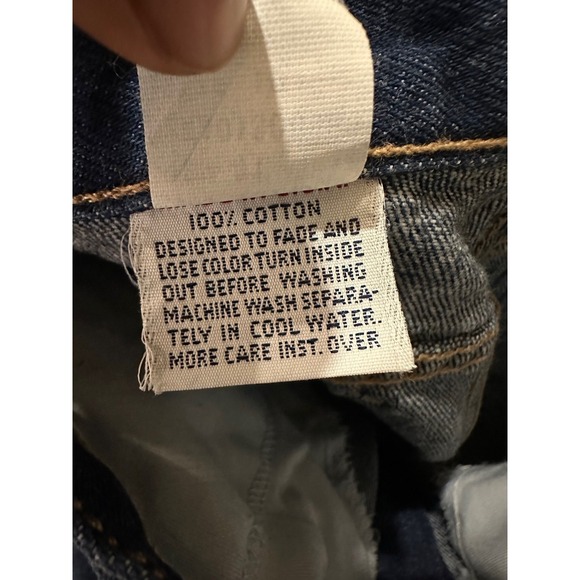 100% COTTON
DESIGNED TO FADE AND
LOSE COLOR TURN INSIDE
OUT BEFORE WASHING
MACHINE WASH SEPARA-
TELY IN COOL WATER-
MORE CARE INST. OVER